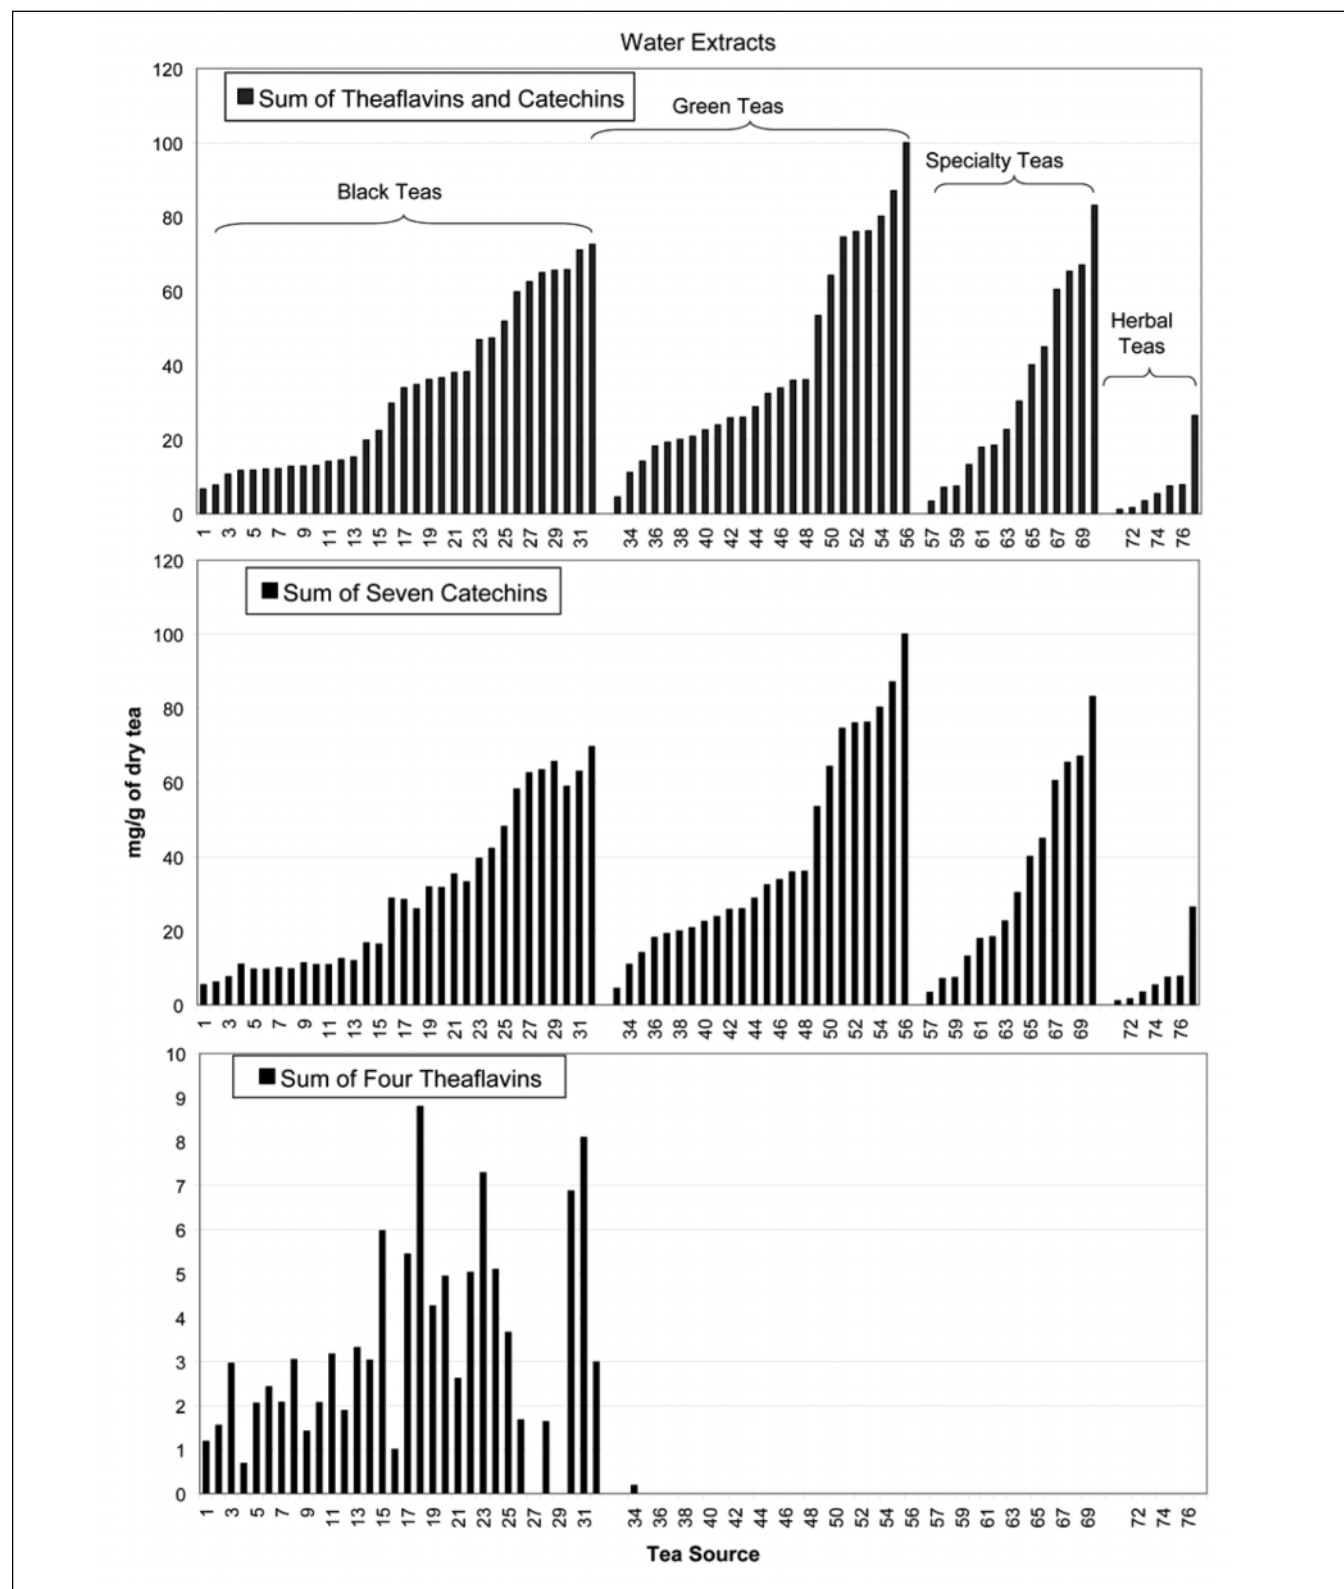 Water Extracts
120
100
80
60
40
20
0
Sum of Theaflavins and Catechins
Black Teas
Green Teas
Specialty Teas
Herbal
Teas
1 3 5 7 9 11 13 15 17 19 21 23 25 27 29 31 34 36 38 40 42 44 46 48 50 52 54 56 57 59 61 63 65 67 69 72 74 76
mg/g of dry tea
120
100
80
60
40
20
0
Sum of Seven Catechins
1 3 5 7 9 11 13 15 17 19 21 23 25 27 29 31 34 36 38 40 42 44 46 48 50 52 54 56 57 59 61 63 65 67 69 72 74 76
10
9
8
7
6
5
4
3
2
1
0
Sum of Four Theaflavins
1 3 5 7 9 11 13 15 17 19 21 23 25 27 29 31 34 36 38 40 42 44 46 48 50 52 54 56 57 59 61 63 65 67 69 72 74 76
Tea Source